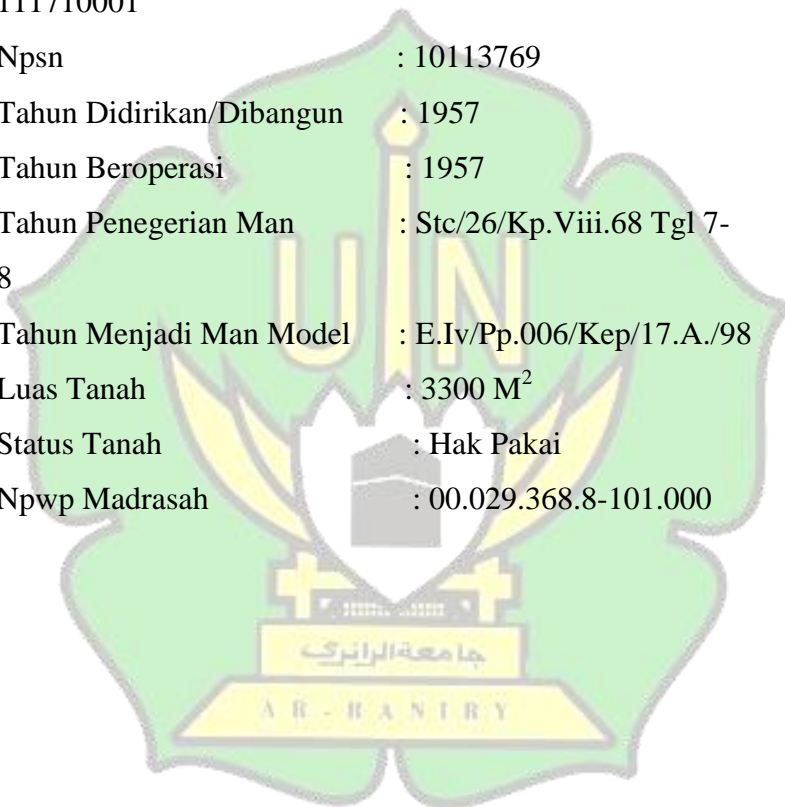 111710001
Npsn : 10113769
Tahun Didirikan/Dibangun : 1957
Tahun Beroperasi : 1957
Tahun Penegerian Man : Stc/26/Kp.Viii.68 Tgl 7-
8
Tahun Menjadi Man Model : E.Iv/Pp.006/Kep/17.A./98
Luas Tanah : 3300 M²
Status Tanah : Hak Pakai
Npwp Madrasah : 00.029.368.8-101.000
UIN
جامعة الرانري
AR-RANIRY